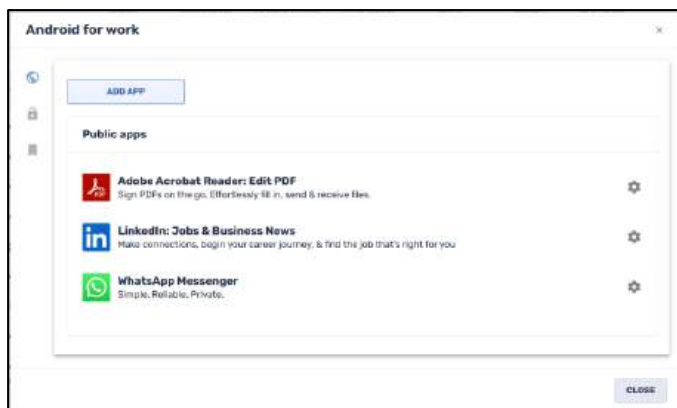 Android for work
×
ADD APP
Public apps
Adobe Acrobat Reader: Edit PDF
Sign PDFs on the go. Effortlessly fill in, send & receive files.
LinkedIn: Jobs & Business News
Make connections, begin your career journey, & find the job that's right for you
WhatsApp Messenger
Simple. Reliable. Private.
CLOSE